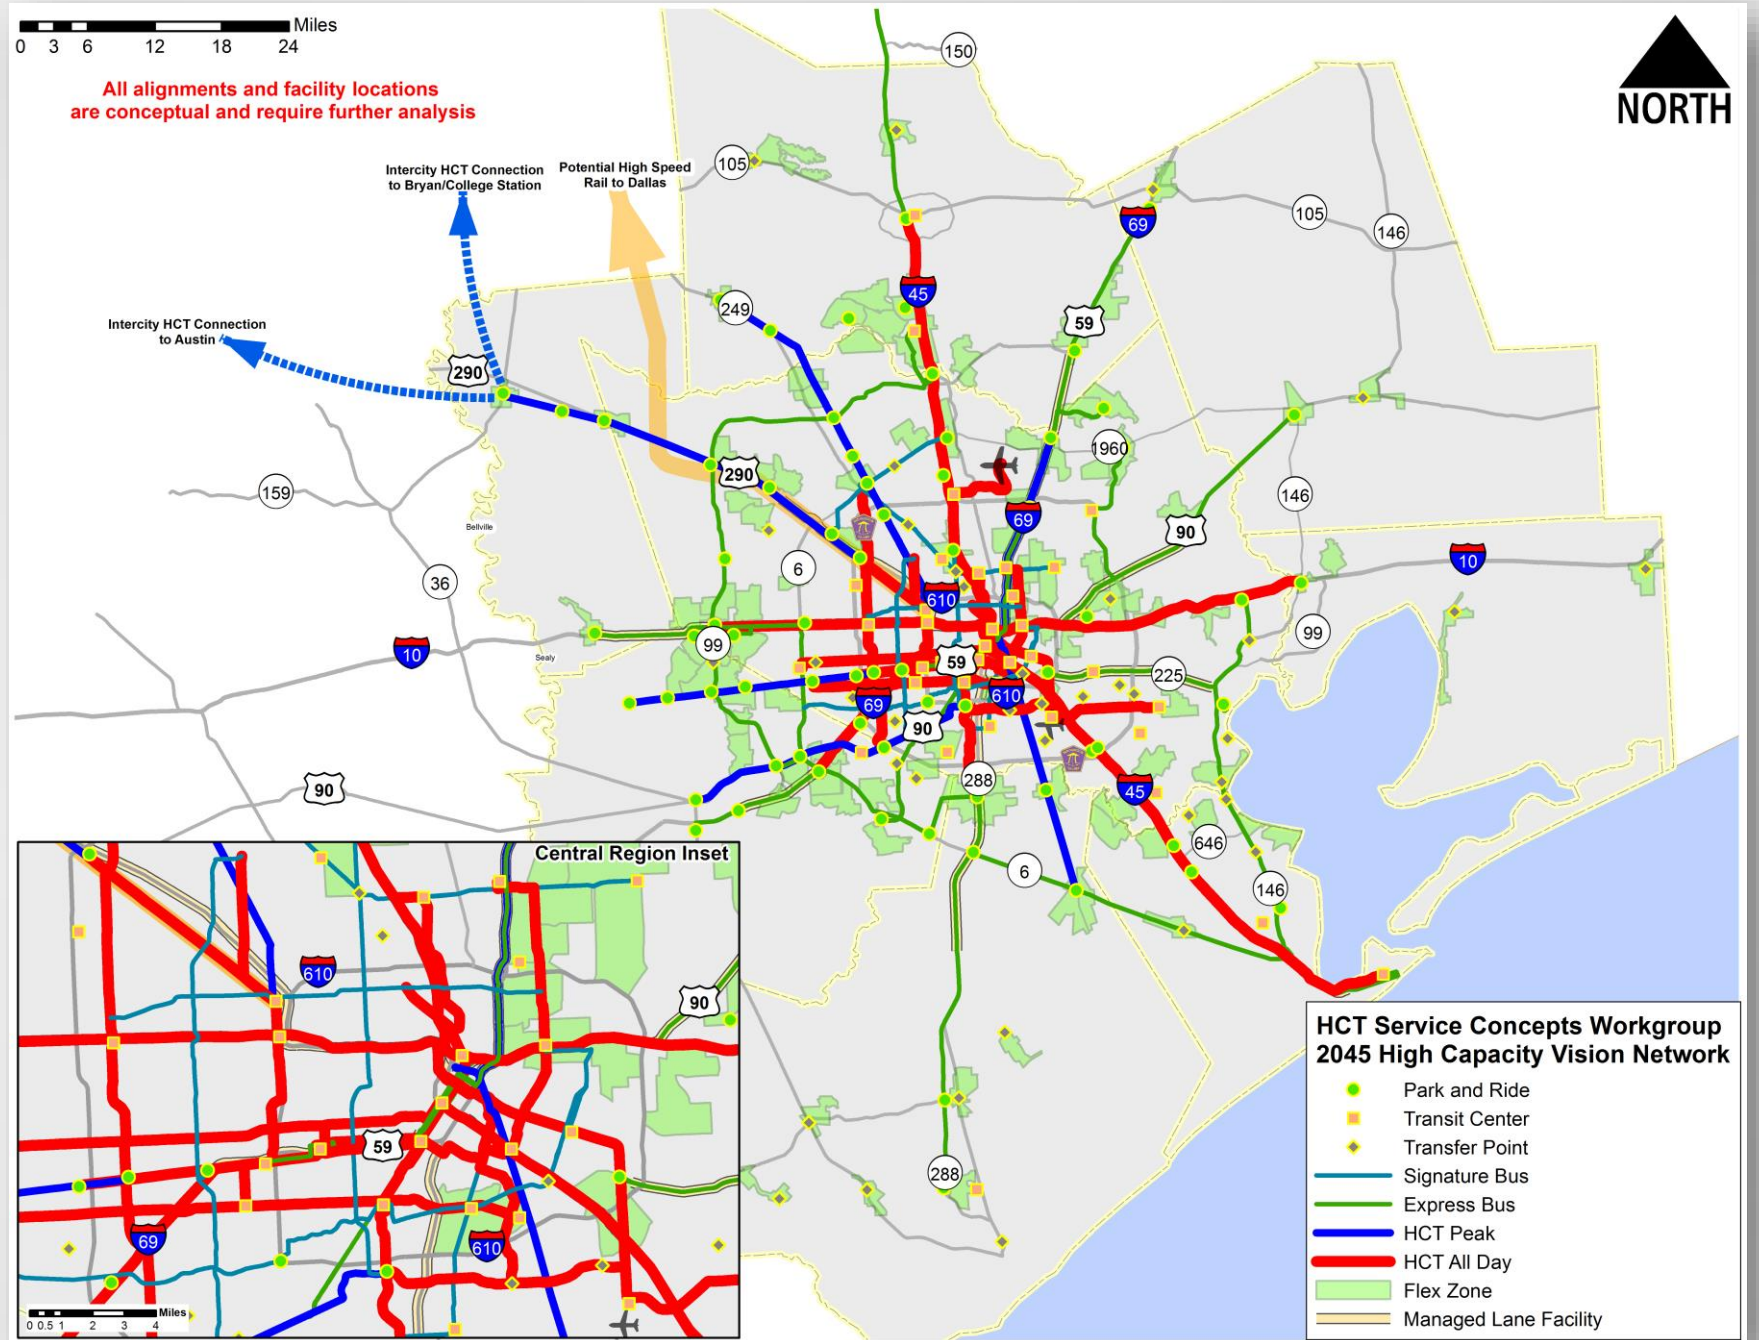 Miles
0 3 6 12 18 24
All alignments and facility locations
are conceptual and require further analysis
NORTH
Intercity HCT Connection
to Bryan/College Station
Potential High Speed
Rail to Dallas
Intercity HCT Connection
to Austin
150
105
105
146
69
45
249
59
290
290
1960
159
146
69
90
Bellville
10
36
6
610
99
10
Sealy
99
59
225
69
610
90
90
288
45
646
6
146
288
Central Region Inset
610
90
59
69
610
Miles
0 0.5 1 2 3 4
HCT Service Concepts Workgroup
2045 High Capacity Vision Network
Park and Ride
Transit Center
Transfer Point
Signature Bus
Express Bus
HCT Peak
HCT All Day
Flex Zone
Managed Lane Facility